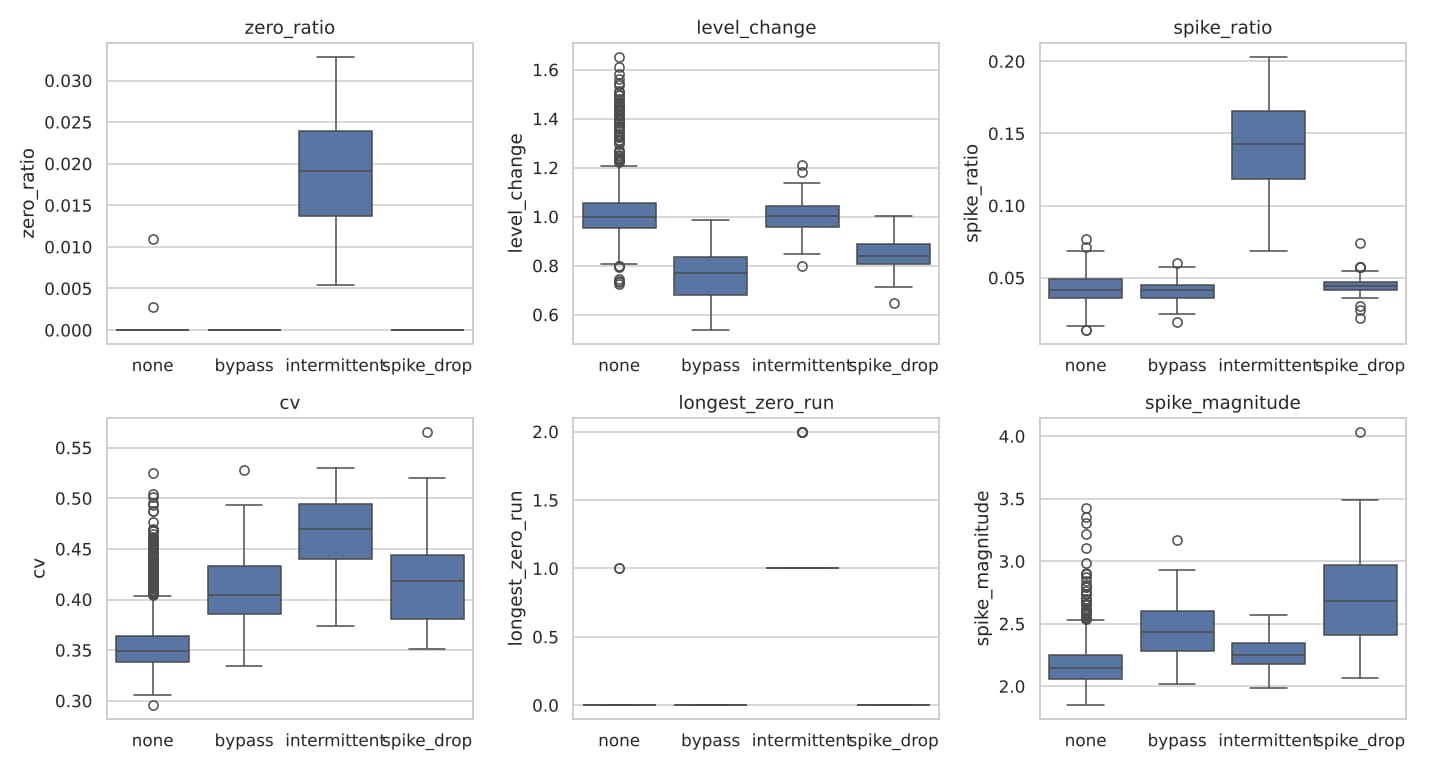 zero_ratio
level_change
spike_ratio
zero_ratio
0.030
0.025
0.020
0.015
0.010
0.005
0.000
none bypass intermittent spike_drop
level_change
1.6
1.4
1.2
1.0
0.8
0.6
none bypass intermittent spike_drop
spike_ratio
0.20
0.15
0.10
0.05
none bypass intermittent spike_drop
cv
longest_zero_run
spike_magnitude
cv
0.55
0.50
0.45
0.40
0.35
0.30
none bypass intermittent spike_drop
longest_zero_run
2.0
1.5
1.0
0.5
0.0
none bypass intermittent spike_drop
spike_magnitude
4.0
3.5
3.0
2.5
2.0
none bypass intermittent spike_drop